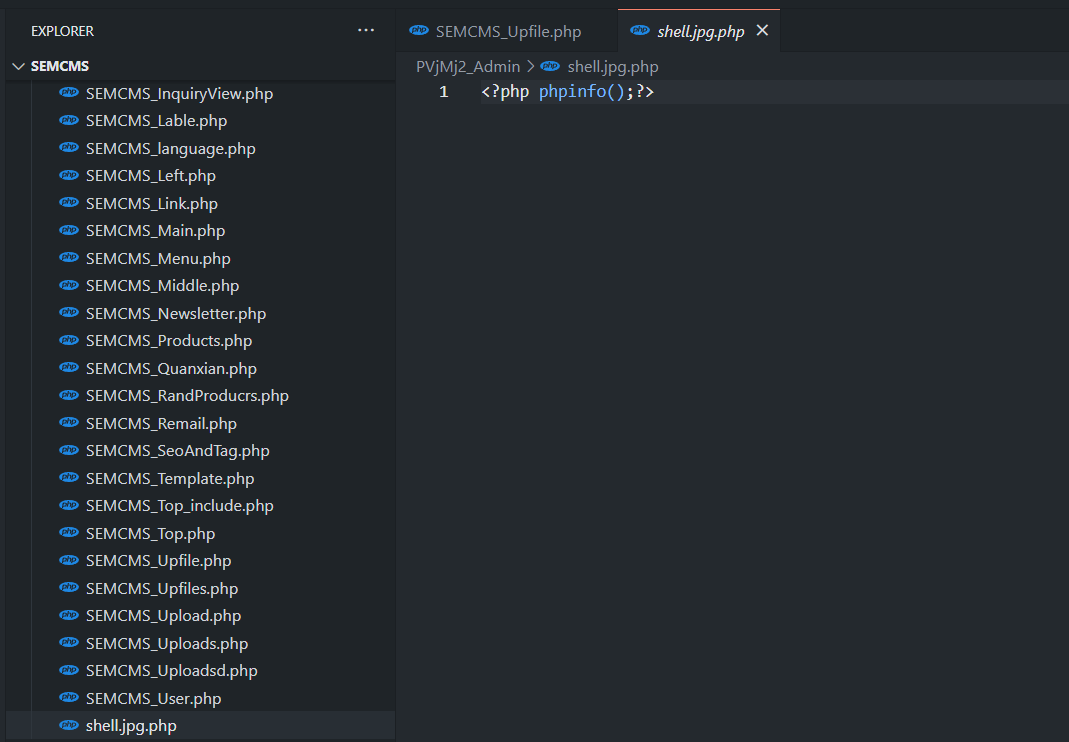 EXPLORER
···
SEMCMS
php SEMCMS_InquiryView.php
php SEMCMS_Lable.php
php SEMCMS_language.php
php SEMCMS_Left.php
php SEMCMS_Link.php
php SEMCMS_Main.php
php SEMCMS_Menu.php
php SEMCMS_Middle.php
php SEMCMS_Newsletter.php
php SEMCMS_Products.php
php SEMCMS_Quanxian.php
php SEMCMS_RandProducrs.php
php SEMCMS_Remail.php
php SEMCMS_SeoAndTag.php
php SEMCMS_Template.php
php SEMCMS_Top_include.php
php SEMCMS_Top.php
php SEMCMS_Upfile.php
php SEMCMS_Upfiles.php
php SEMCMS_Upload.php
php SEMCMS_Uploads.php
php SEMCMS_Uploadsd.php
php SEMCMS_User.php
php shell.jpg.php
php SEMCMS_Upfile.php
php shell.jpg.php
PVjMj2_Admin > php shell.jpg.php
1 <?php phpinfo();?>